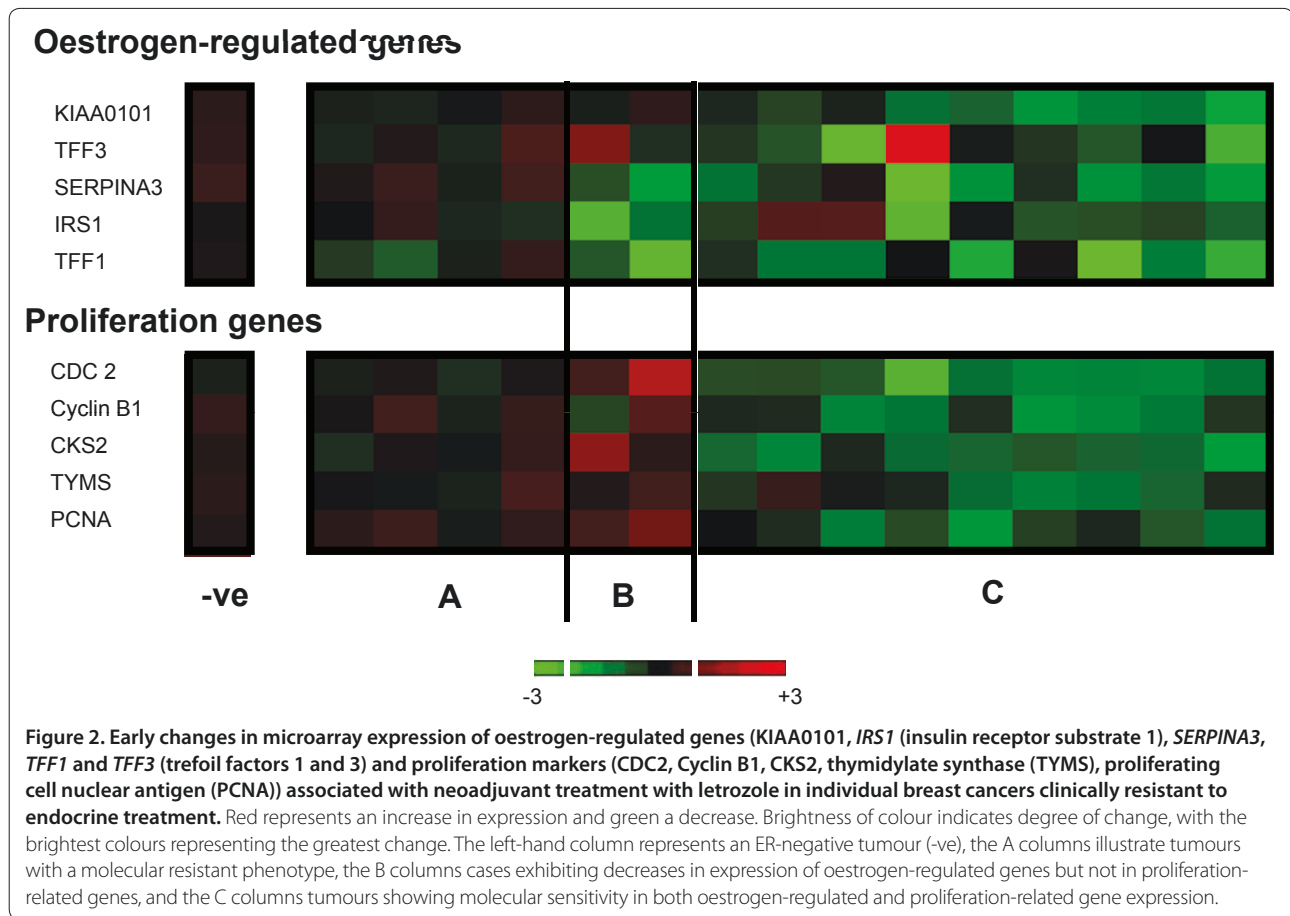 Oestrogen-regulated genes
KIAA0101
TFF3
SERPINA3
IRS1
TFF1
Proliferation genes
CDC 2
Cyclin B1
CKS2
TYMS
PCNA
-ve
A
B
C
-3
+3
Figure 2. Early changes in microarray expression of oestrogen-regulated genes (KIAA0101, IRS1 (insulin receptor substrate 1), SERPINA3,
TFF1 and TFF3 (trefoil factors 1 and 3) and proliferation markers (CDC2, Cyclin B1, CKS2, thymidylate synthase (TYMS), proliferating
cell nuclear antigen (PCNA)) associated with neoadjuvant treatment with letrozole in individual breast cancers clinically resistant to
endocrine treatment. Red represents an increase in expression and green a decrease. Brightness of colour indicates degree of change, with the
brightest colours representing the greatest change. The left-hand column represents an ER-negative tumour (-ve), the A columns illustrate tumours
with a molecular resistant phenotype, the B columns cases exhibiting decreases in expression of oestrogen-regulated genes but not in proliferation-
related genes, and the C columns tumours showing molecular sensitivity in both oestrogen-regulated and proliferation-related gene expression.